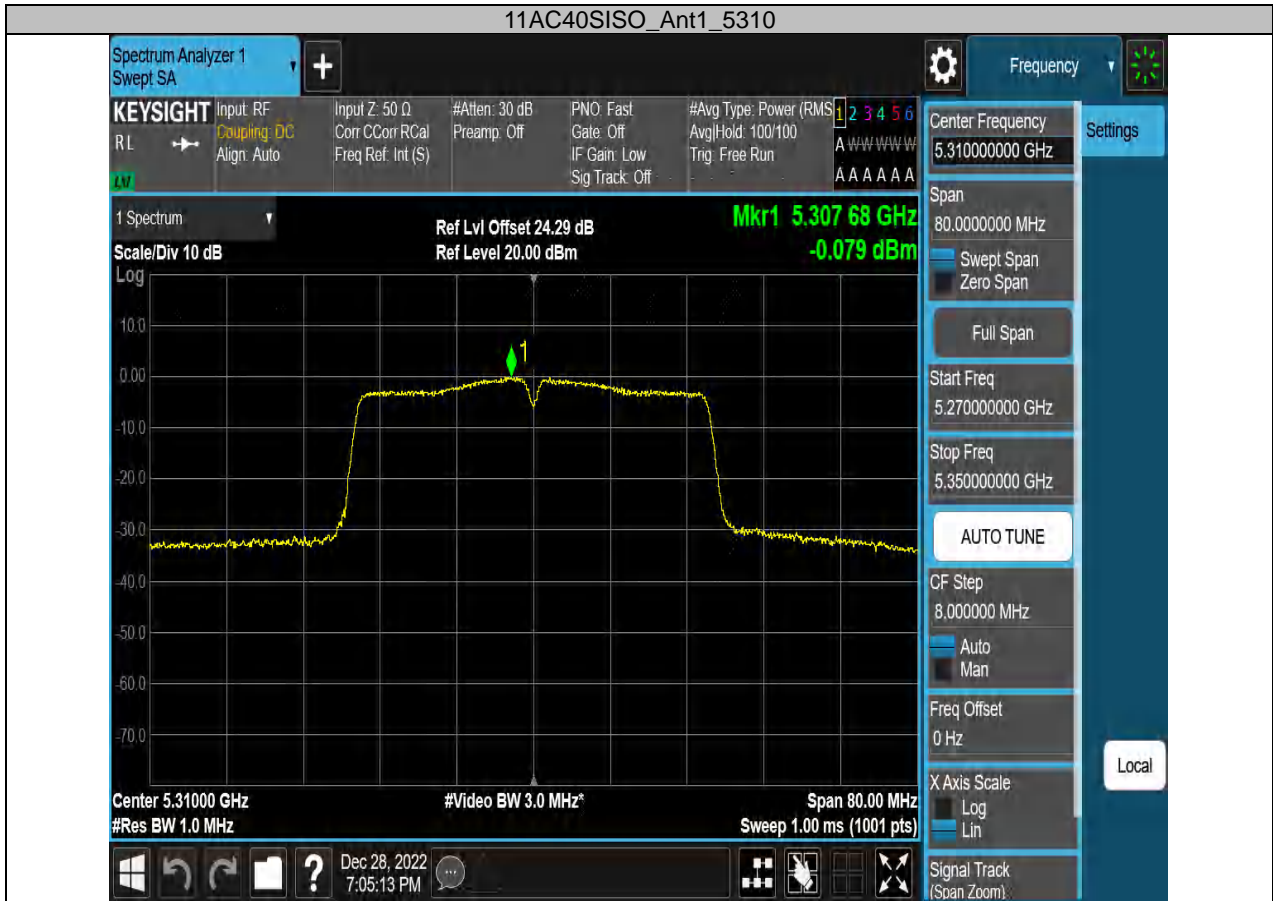 11AC40SISO_Ant1_5310
Spectrum Analyzer 1
Swept SA
Frequency
KEYSIGHT
RL
Input: RF
Coupling: DC
Align: Auto
Input Z: 50 Ω
Corr CCorr RCal
Freq Ref: Int (S)
#Atten: 30 dB
Preamp: Off
PNO: Fast
Gate: Off
IF Gain: Low
Sig Track: Off
#Avg Type: Power (RMS
Avg|Hold: 100/100
Trig: Free Run
1 2 3 4 5 6
A W W W W W
A A A A A A
1 Spectrum
Scale/Div 10 dB
Ref Lvl Offset 24.29 dB
Ref Level 20.00 dBm
Mkr1 5.307 68 GHz
-0.079 dBm
Log
10.0
0.00
-10.0
-20.0
-30.0
-40.0
-50.0
-60.0
-70.0
1
Center 5.31000 GHz
#Res BW 1.0 MHz
#Video BW 3.0 MHz*
Span 80.00 MHz
Sweep 1.00 ms (1001 pts)
Dec 28, 2022
7:05:13 PM
Center Frequency
5.310000000 GHz
Settings
Span
80.0000000 MHz
Swept Span
Zero Span
Full Span
Start Freq
5.270000000 GHz
Stop Freq
5.350000000 GHz
AUTO TUNE
CF Step
8.000000 MHz
Auto
Man
Freq Offset
0 Hz
X Axis Scale
Log
Lin
Signal Track
(Span Zoom)
Local